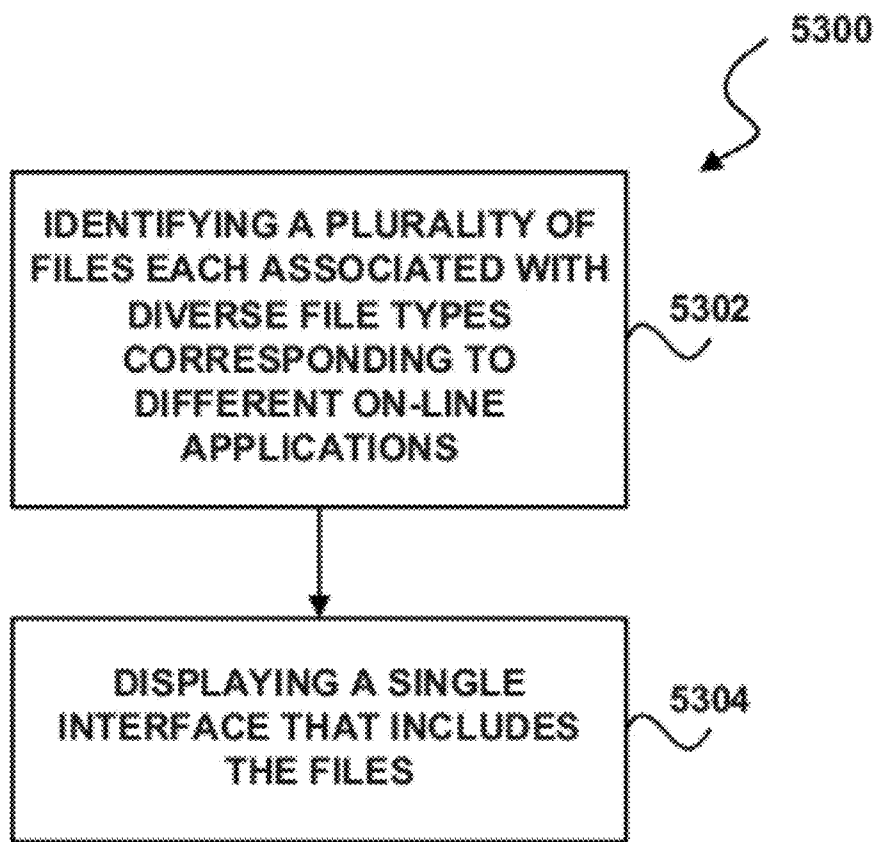 5300
IDENTIFYING A PLURALITY OF
FILES EACH ASSOCIATED WITH
DIVERSE FILE TYPES
CORRESPONDING TO
DIFFERENT ON-LINE
APPLICATIONS
5302
DISPLAYING A SINGLE
INTERFACE THAT INCLUDES
THE FILES
5304